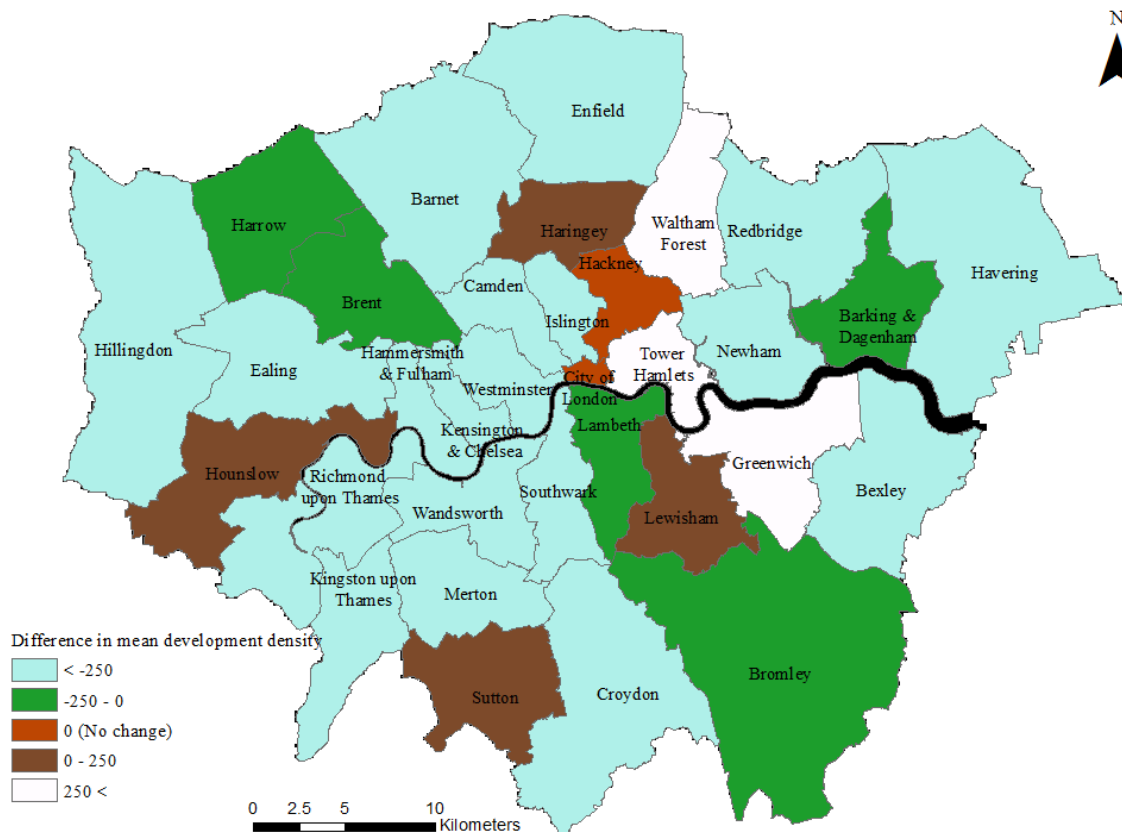 N
Enfield
Barnet
Harrow
Haringey
Waltham
Forest
Redbridge
Hackney
Havering
Camden
Brent
Islington
Barking &
Dagenham
Hillingdon
Ealing
Hammersmith
& Fulham
Tower
Hamlets
Newham
Westminster
City of
London
Lambeth
Kensington
& Chelsea
Hounslow
Richmond
upon Thames
Greenwich
Southwark
Bexley
Wandsworth
Lewisham
Kingston upon
Thames
Merton
Bromley
Sutton
Croydon
Difference in mean development density
< -250
-250 - 0
0 (No change)
0 - 250
250 <
0 2.5 5 10
Kilometers